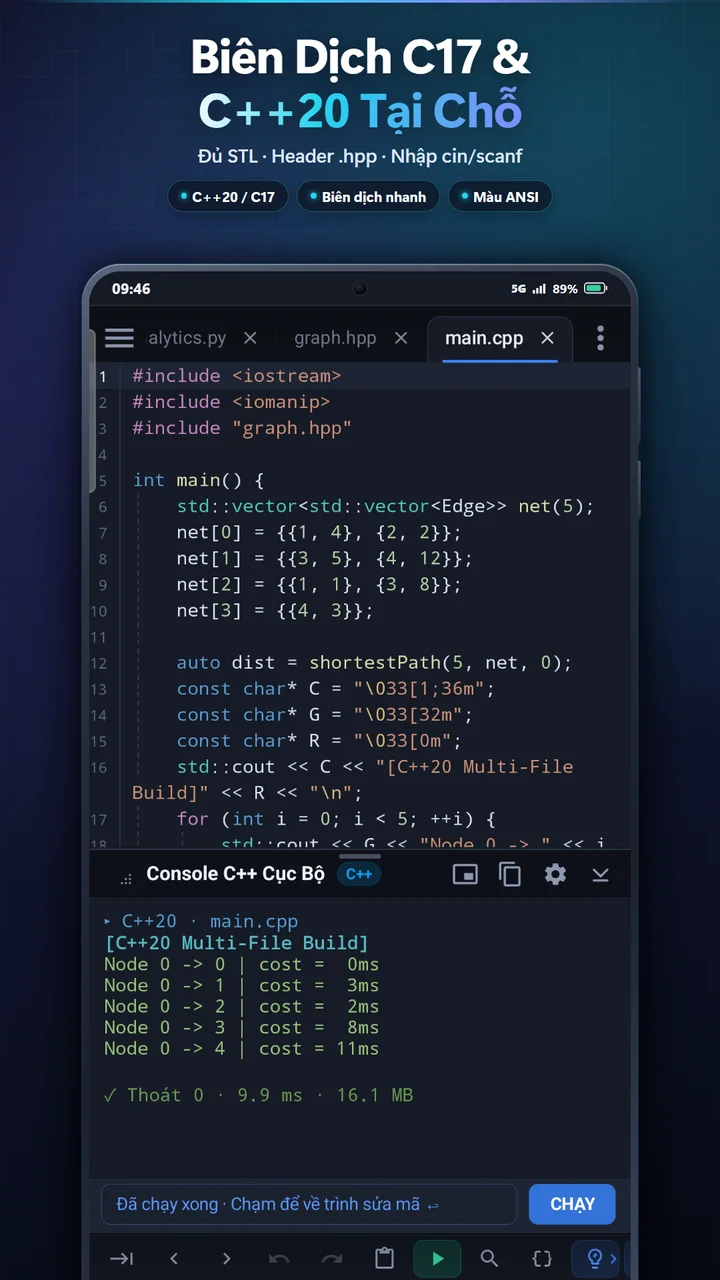 Biên Dịch C17 &
C++20 Tại Chỗ
Đủ STL · Header .hpp · Nhập cin/scanf
C++20 / C17
Biên dịch nhanh
Màu ANSI
09:46
5G
89%
alytics.py
graph.hpp
main.cpp
1 #include <iostream>
2 #include <iomanip>
3 #include "graph.hpp"
4
5 int main() {
6     std::vector<std::vector<Edge>> net(5);
7     net[0] = {{1, 4}, {2, 2}};
8     net[1] = {{3, 5}, {4, 12}};
9     net[2] = {{1, 1}, {3, 8}};
10     net[3] = {{4, 3}};
11
12     auto dist = shortestPath(5, net, 0);
13     const char* C = "\033[1;36m";
14     const char* G = "\033[32m";
15     const char* R = "\033[0m";
16     std::cout << C << "[C++20 Multi-File
Build]" << R << "\n";
17     for (int i = 0; i < 5; ++i) {
18         std::cout << G << "Node 0 -> " << i
Console C++ Cục Bộ
C++
▸ C++20 · main.cpp
[C++20 Multi-File Build]
Node 0 -> 0 | cost =  0ms
Node 0 -> 1 | cost =  3ms
Node 0 -> 2 | cost =  2ms
Node 0 -> 3 | cost =  8ms
Node 0 -> 4 | cost = 11ms
✓ Thoát 0 · 9.9 ms · 16.1 MB
Đã chạy xong · Chạm để về trình sửa mã ↩
CHẠY